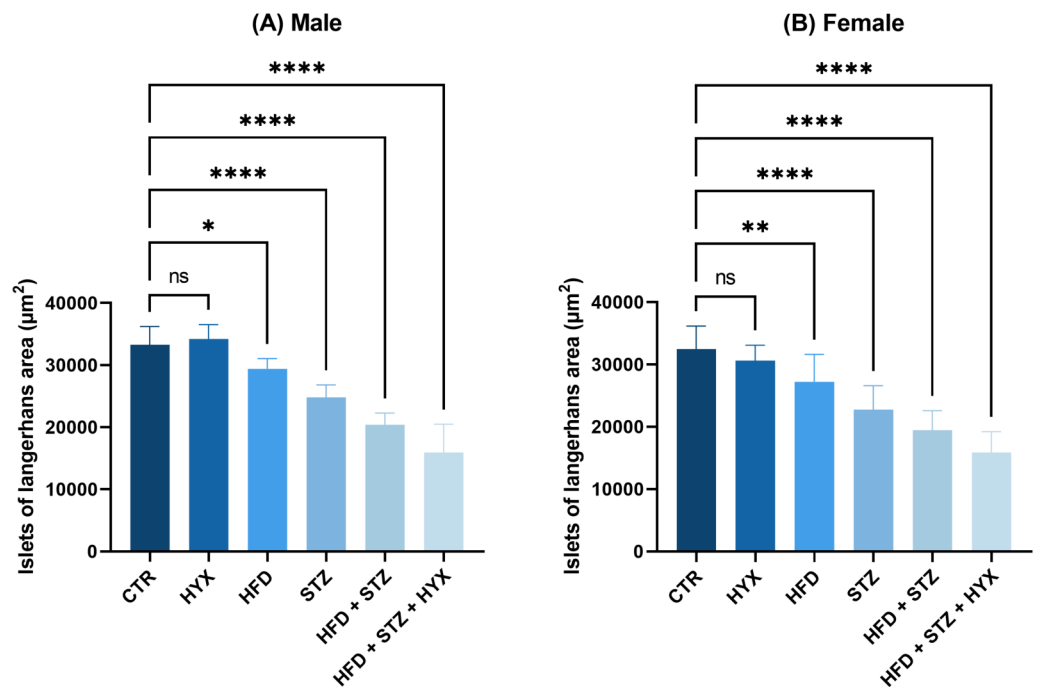 (A) Male
****
****
****
*
ns
Islets of langerhans area (µm²)
40000
30000
20000
10000
0
CTR
HYX
HFD
STZ
HFD + STZ
HFD + STZ + HYX
(B) Female
****
****
****
**
ns
Islets of langerhans area (µm²)
40000
30000
20000
10000
0
CTR
HYX
HFD
STZ
HFD + STZ
HFD + STZ + HYX